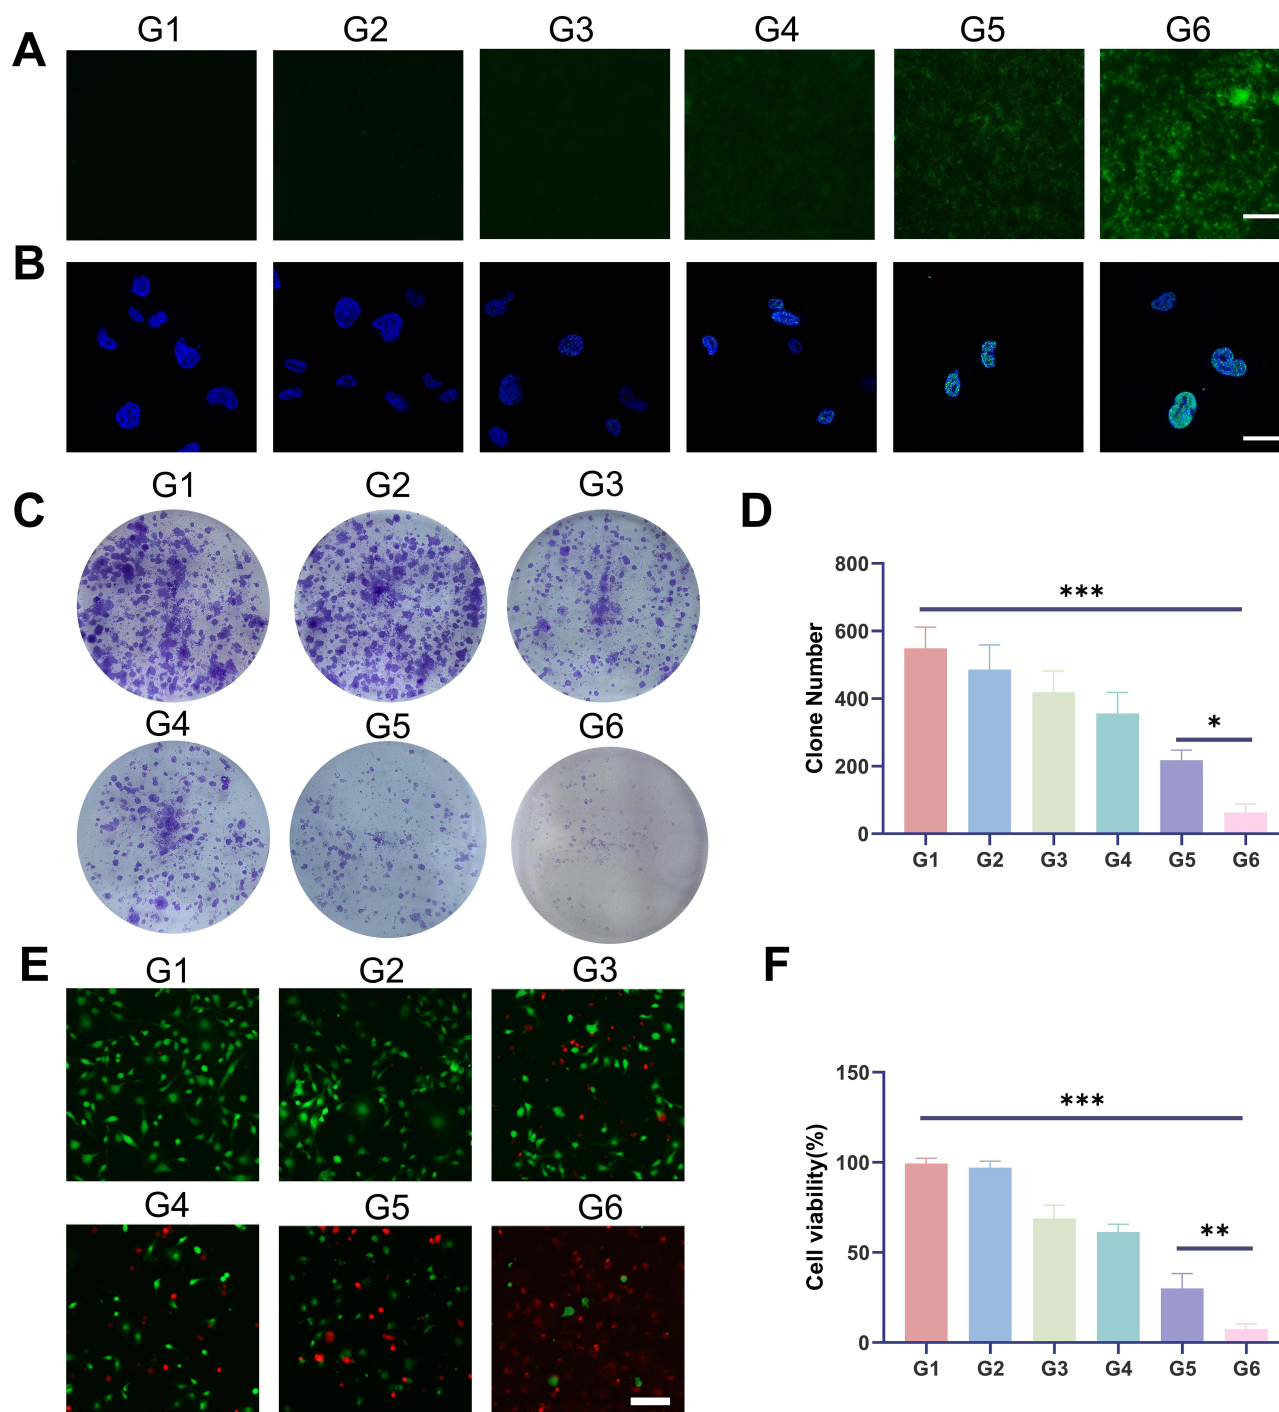 A
G1 G2 G3 G4 G5 G6
B
C
G1 G2 G3
G4 G5 G6
D
Clone Number
800
600
400
200
0
***
*
G1 G2 G3 G4 G5 G6
E
G1 G2 G3
G4 G5 G6
F
Cell viability(%)
150
100
50
0
***
**
G1 G2 G3 G4 G5 G6